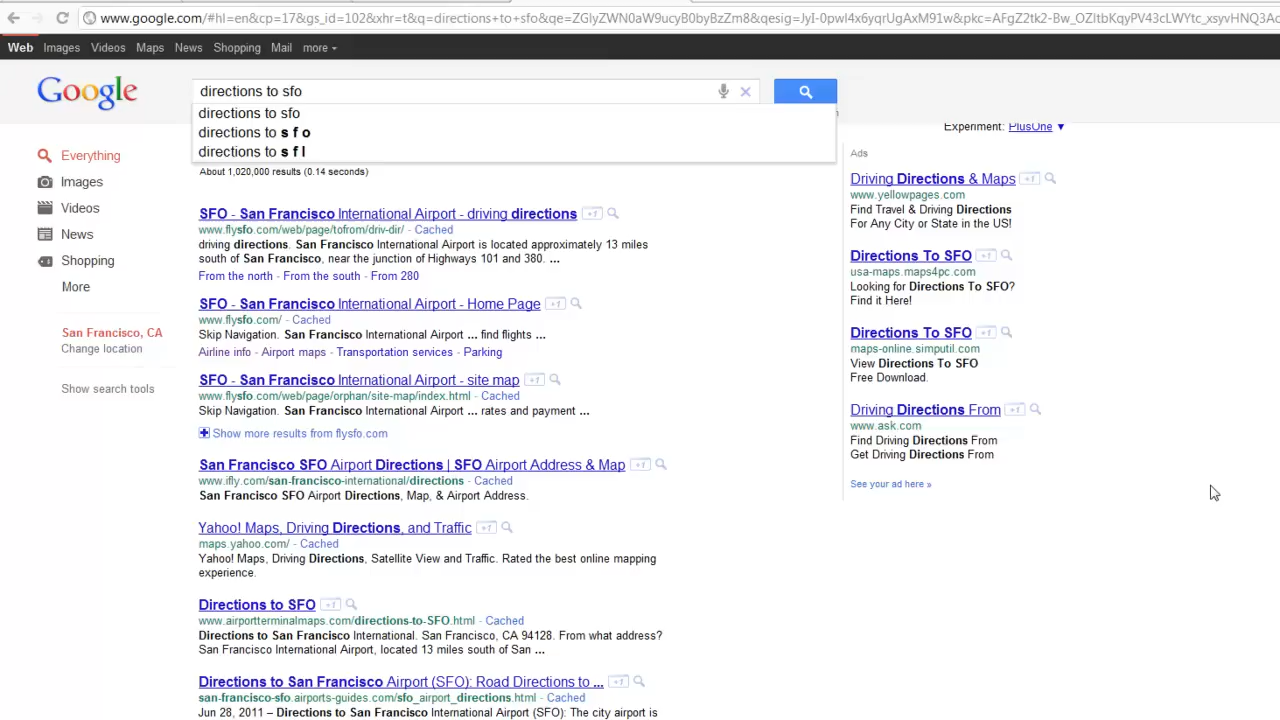 www.google.com/#hl=en&cp=17&gs_id=102&xhr=t&q=directions+to+sfo&qe=
Web Images Videos Maps News Shopping Mail more
Google
directions to sfo
directions to sfo
directions to s f o
directions to s f l
Experiment: PlusOne ▼
Everything
Images
Videos
News
Shopping
More
San Francisco, CA
Change location
Show search tools
About 1,020,000 results (0.14 seconds)
SFO - San Francisco International Airport - driving directions +1
www.flysfo.com/web/page/tofrom/driv-dir/ - Cached
driving directions. San Francisco International Airport is located approximately 13 miles
south of San Francisco, near the junction of Highways 101 and 380. ...
From the north - From the south - From 280
SFO - San Francisco International Airport - Home Page +1
www.flysfo.com/ - Cached
Skip Navigation. San Francisco International Airport ... find flights ...
Airline info - Airport maps - Transportation services - Parking
SFO - San Francisco International Airport - site map +1
www.flysfo.com/web/page/orphan/site-map/index.html - Cached
Skip Navigation. San Francisco International Airport ... rates and payment ...
Show more results from flysfo.com
San Francisco SFO Airport Directions | SFO Airport Address & Map +1
www.ifly.com/san-francisco-international/directions - Cached
San Francisco SFO Airport Directions, Map, & Airport Address.
Yahoo! Maps, Driving Directions, and Traffic +1
maps.yahoo.com/ - Cached
Yahoo! Maps, Driving Directions, Satellite View and Traffic. Rated the best online mapping
experience.
Directions to SFO +1
www.airportterminalmaps.com/directions-to-SFO.html - Cached
Directions to San Francisco International. San Francisco, CA 94128. From what address?
San Francisco International Airport, located 13 miles south of San ...
Directions to San Francisco Airport (SFO): Road Directions to ... +1
san-francisco-sfo.airports-guides.com/sfo_airport_directions.html - Cached
Jun 28, 2011 – Directions to San Francisco International Airport (SFO): The city airport is
Ads
Driving Directions & Maps +1
www.yellowpages.com
Find Travel & Driving Directions
For Any City or State in the US!
Directions To SFO +1
usa-maps.maps4pc.com
Looking for Directions To SFO?
Find it Here!
Directions To SFO +1
maps-online.simputil.com
View Directions To SFO
Free Download.
Driving Directions From +1
www.ask.com
Find Driving Directions From
Get Driving Directions From
See your ad here »